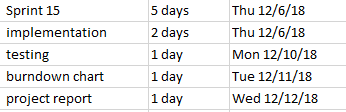 Sprint 15 5 days Thu 12/6/18
implementation 2 days Thu 12/6/18
testing 1 day Mon 12/10/18
burndown chart 1 day Tue 12/11/18
project report 1 day Wed 12/12/18